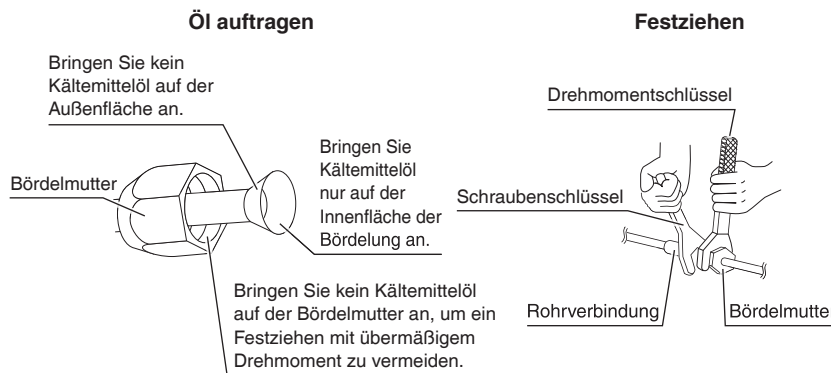 Öl auftragen
Bringen Sie kein
Kältemittelöl auf der
Außenfläche an.
Bördelmutter
Bringen Sie
Kältemittelöl
nur auf der
Innenfläche der
Bördelung an.
Bringen Sie kein Kältemittelöl
auf der Bördelmutter an, um ein
Festziehen mit übermäßigem
Drehmoment zu vermeiden.
Festziehen
Drehmomentschlüssel
Schraubenschlüssel
Rohrverbindung
Bördelmutte